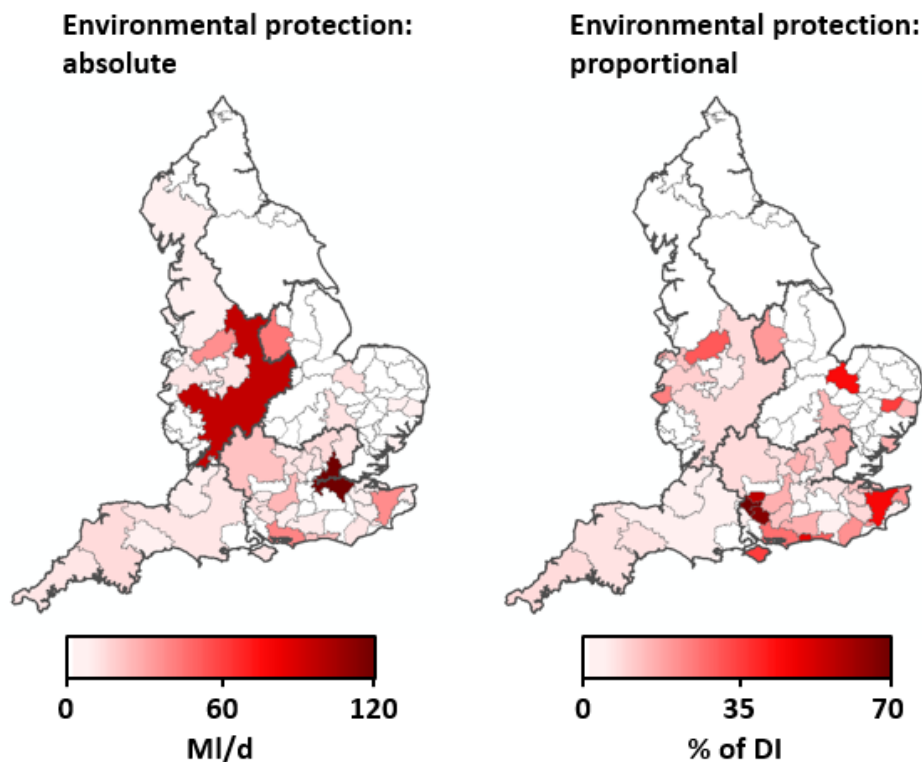 Environmental protection:
absolute
Environmental protection:
proportional
0
60
120
Ml/d
0
35
70
% of DI